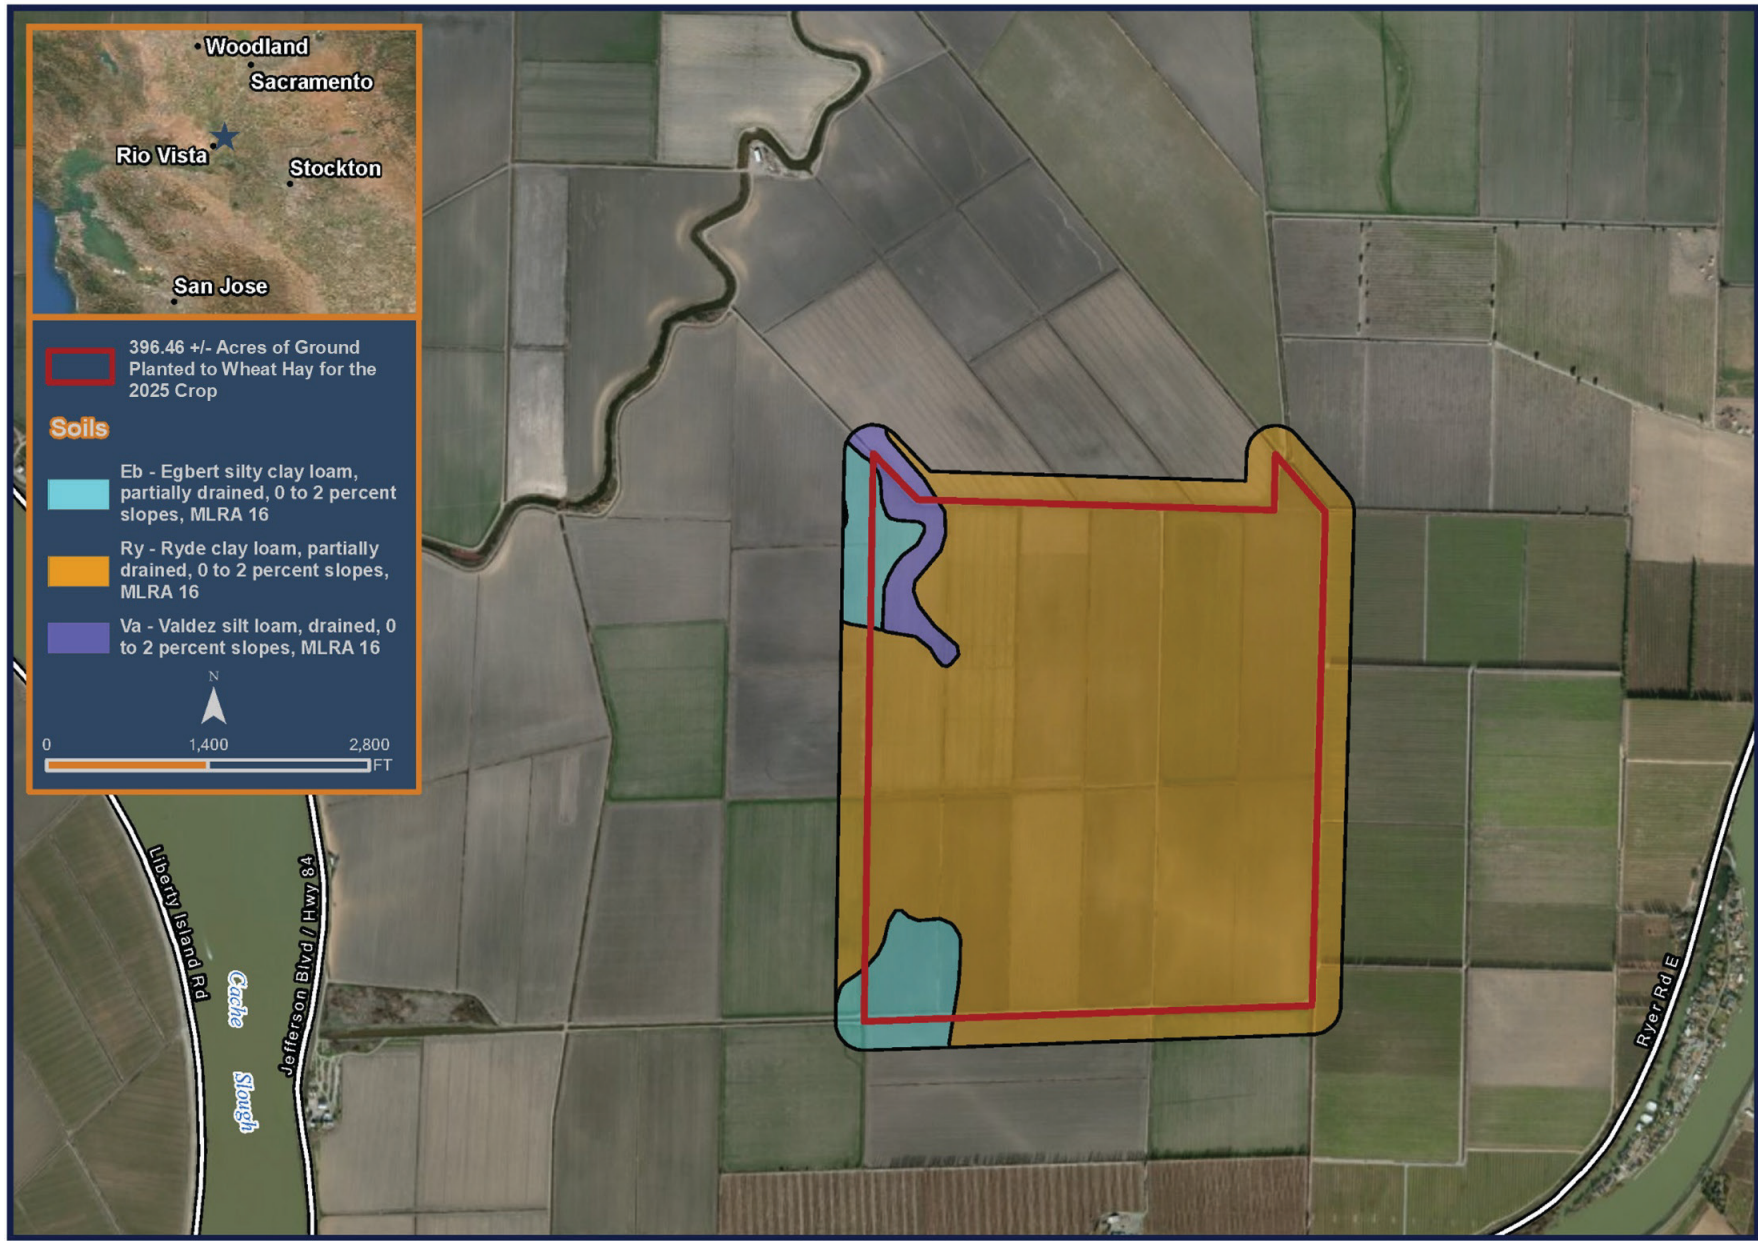 Woodland
Sacramento
Rio Vista
Stockton
San Jose
396.46 +/- Acres of Ground
Planted to Wheat Hay for the
2025 Crop
Soils
Eb - Egbert silty clay loam,
partially drained, 0 to 2 percent
slopes, MLRA 16
Ry - Ryde clay loam, partially
drained, 0 to 2 percent slopes,
MLRA 16
Va - Valdez silt loam, drained, 0
to 2 percent slopes, MLRA 16
N
0 1,400 2,800
FT
Liberty Island Rd
Cache
Slough
Jefferson Blvd / Hwy 84
Ryer Rd E